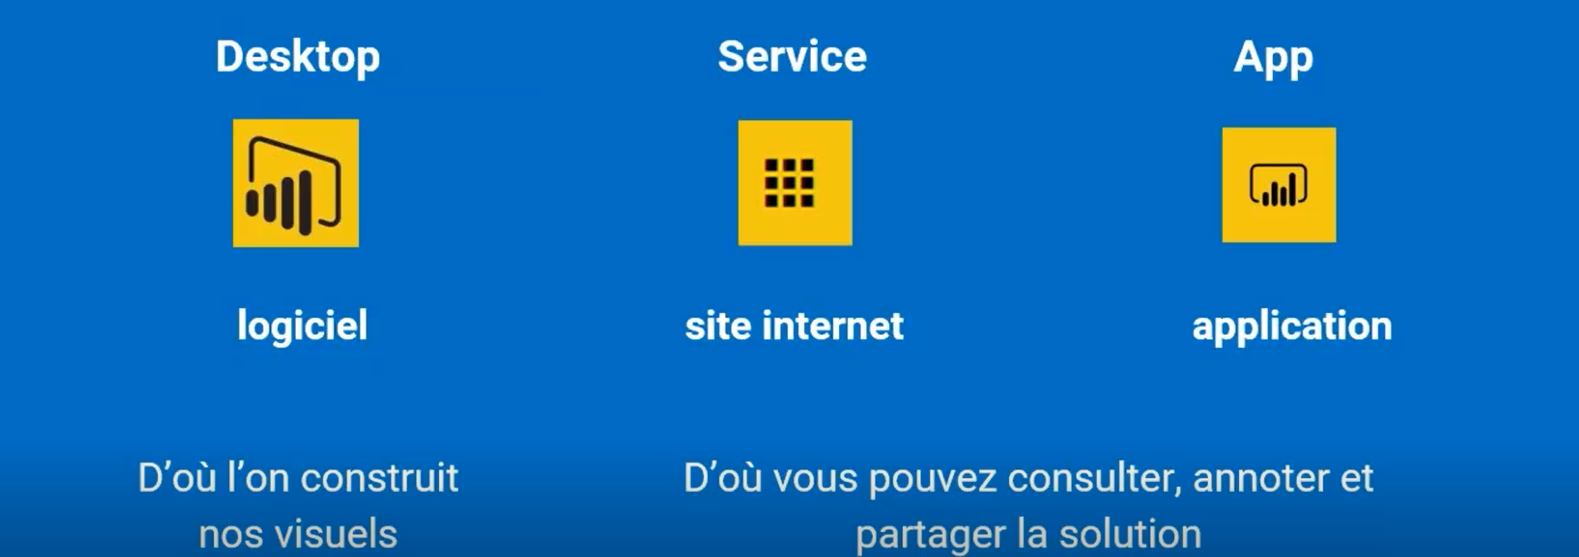 Desktop
Service
App
logiciel
site internet
application
D'où l'on construit
nos visuels
D'où vous pouvez consulter, annoter et
partager la solution